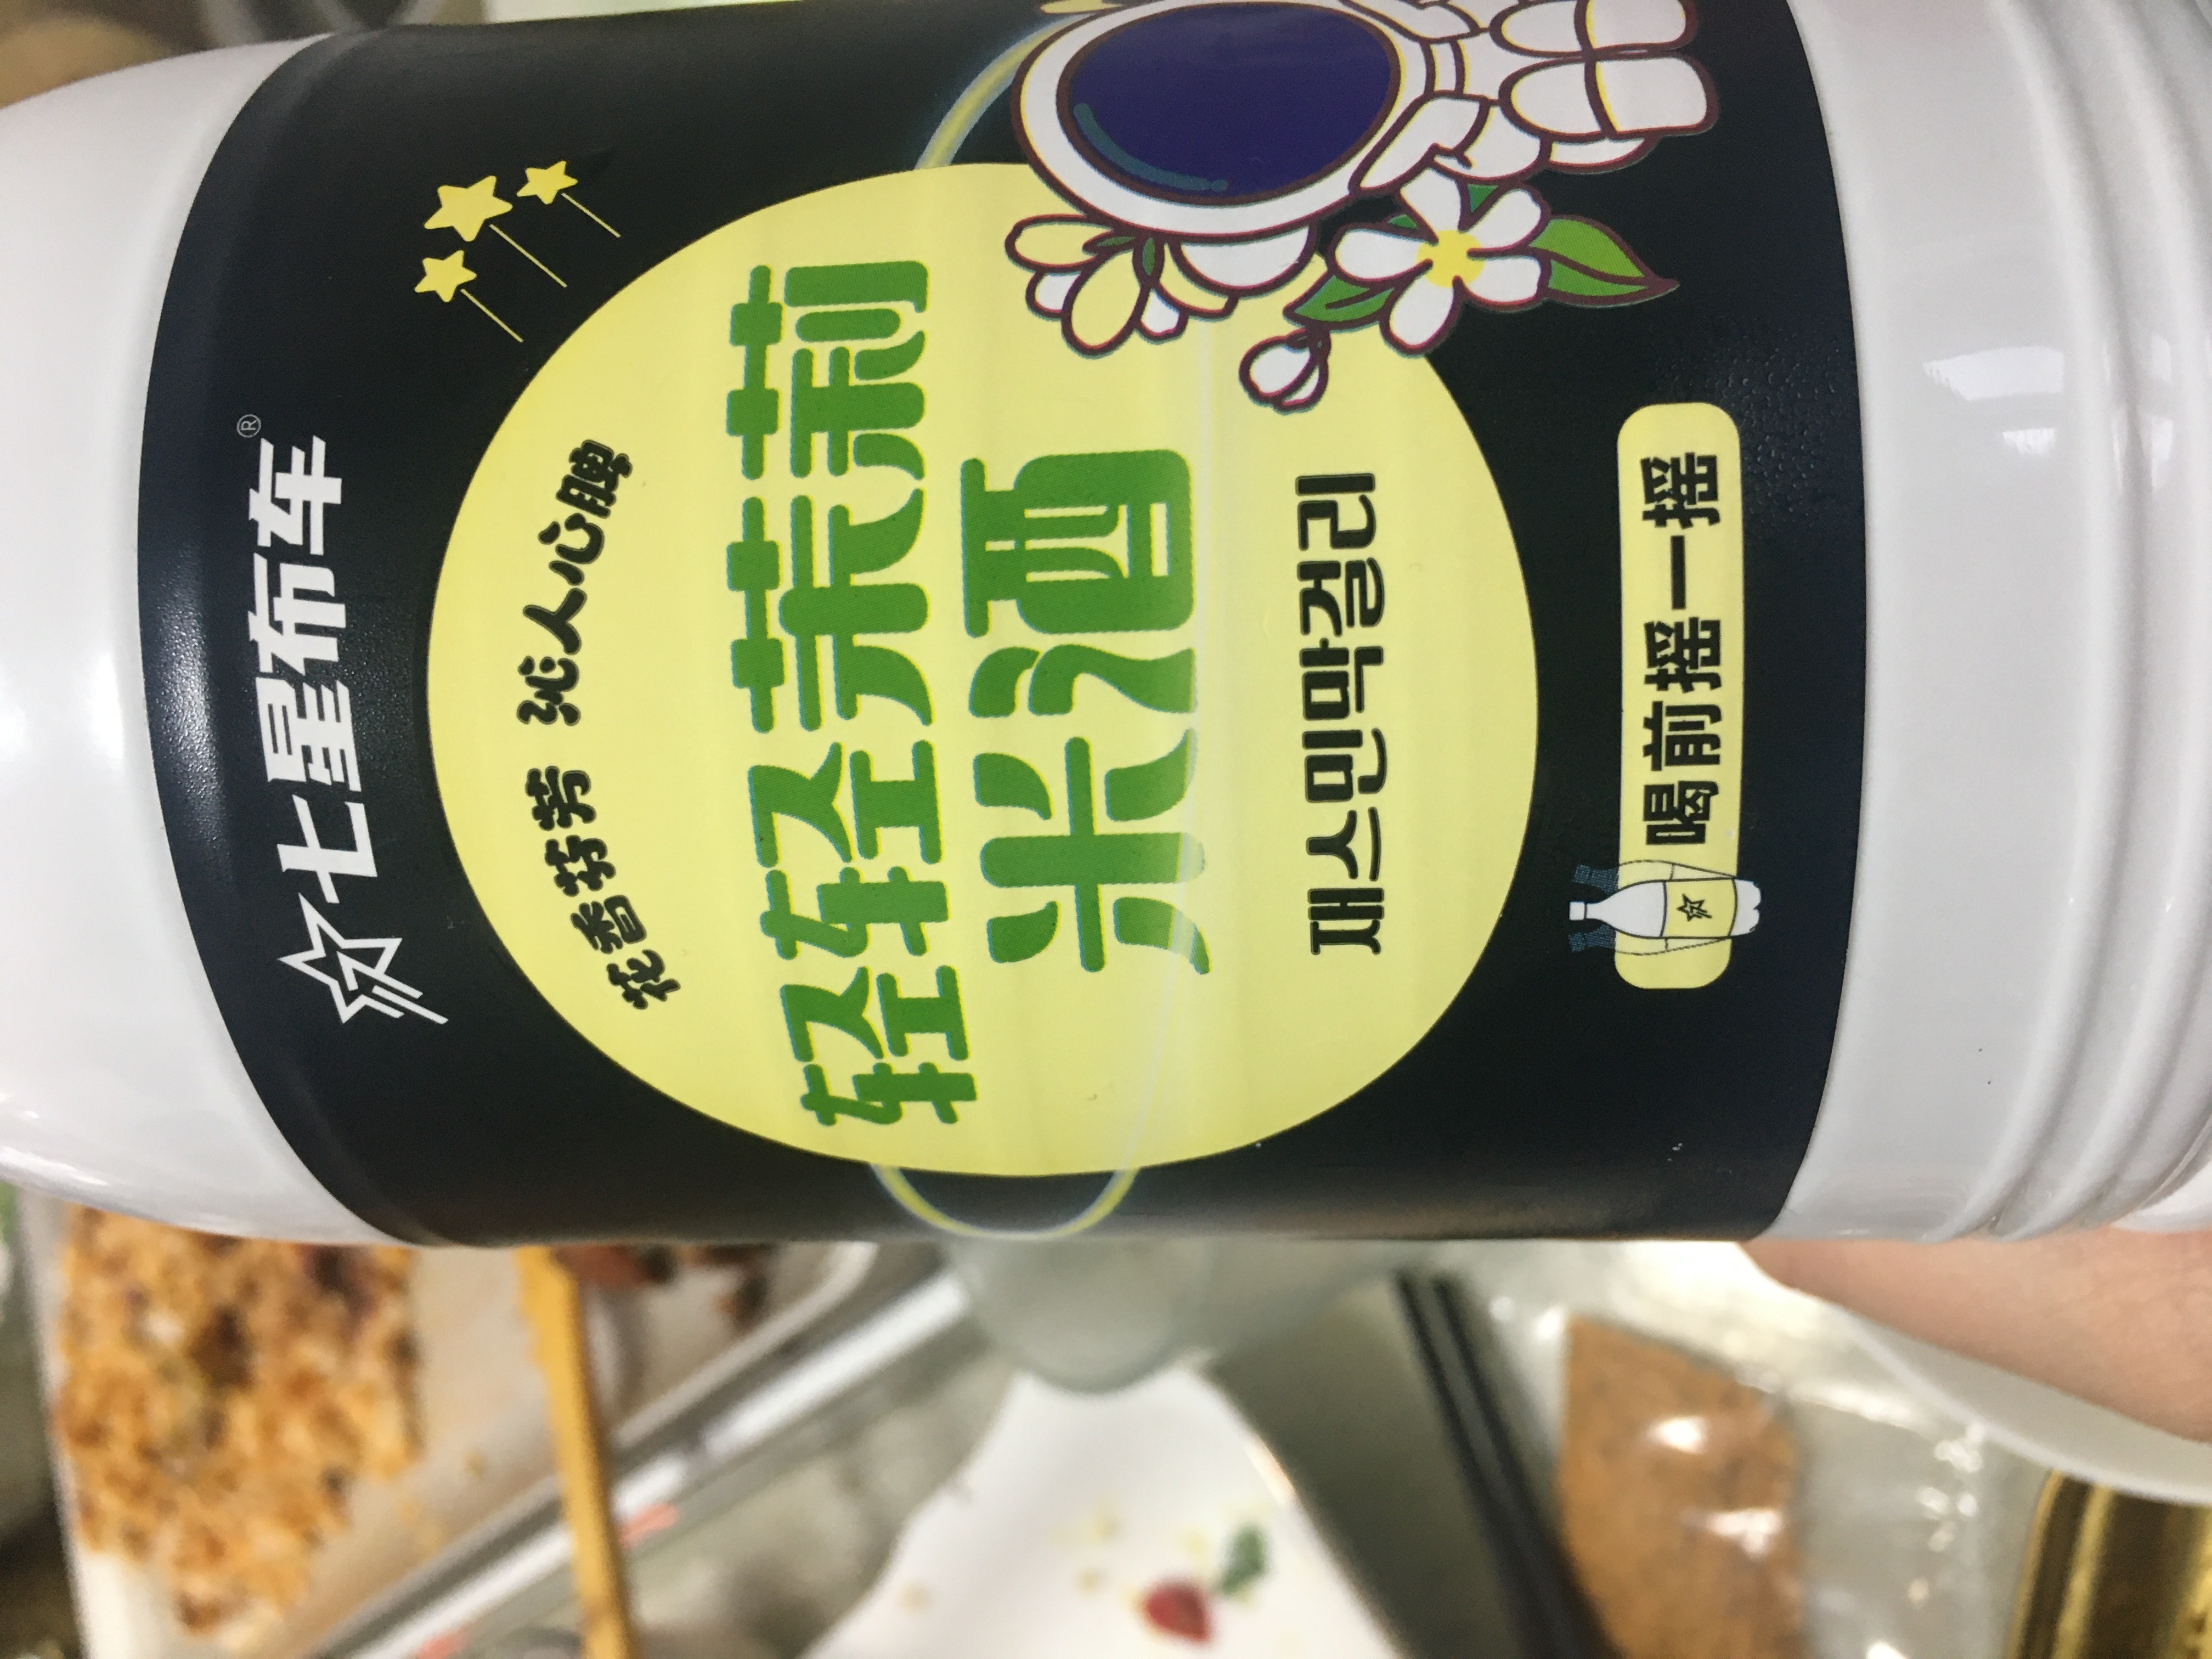 七星布车®
花香芬芳 沁人心脾
轻轻茉莉
米酒
재스민막걸리
喝前摇一摇